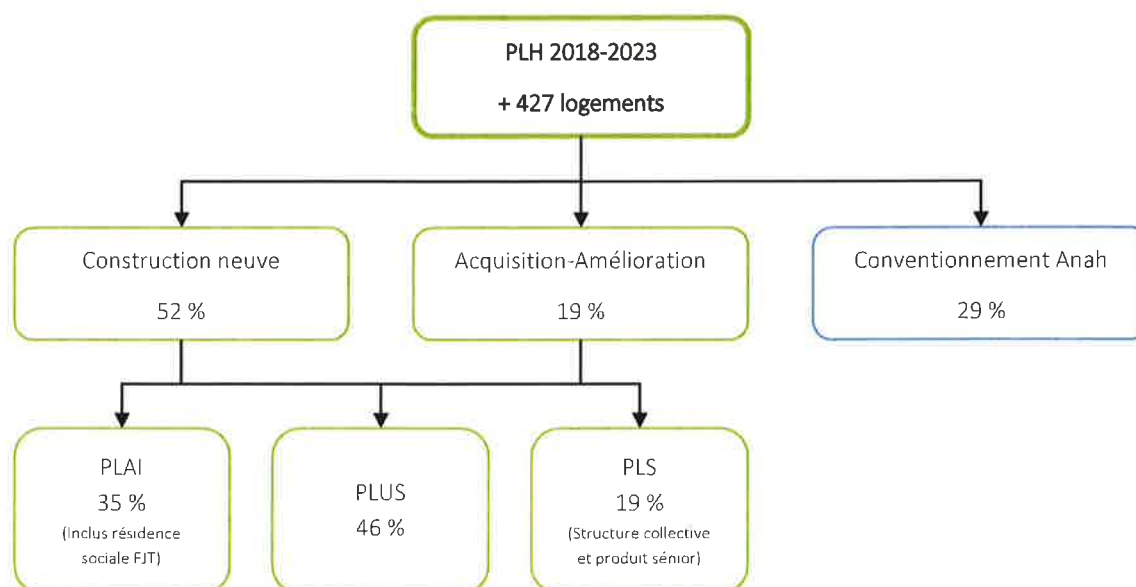 PLH 2018-2023
+ 427 logements
Construction neuve
52 %
Acquisition-Amélioration
19 %
Conventionnement Anah
29 %
PLAI
35 %
(Inclus résidence
sociale FJT)
PLUS
46 %
PLS
19 %
(Structure collective
et produit sénior)